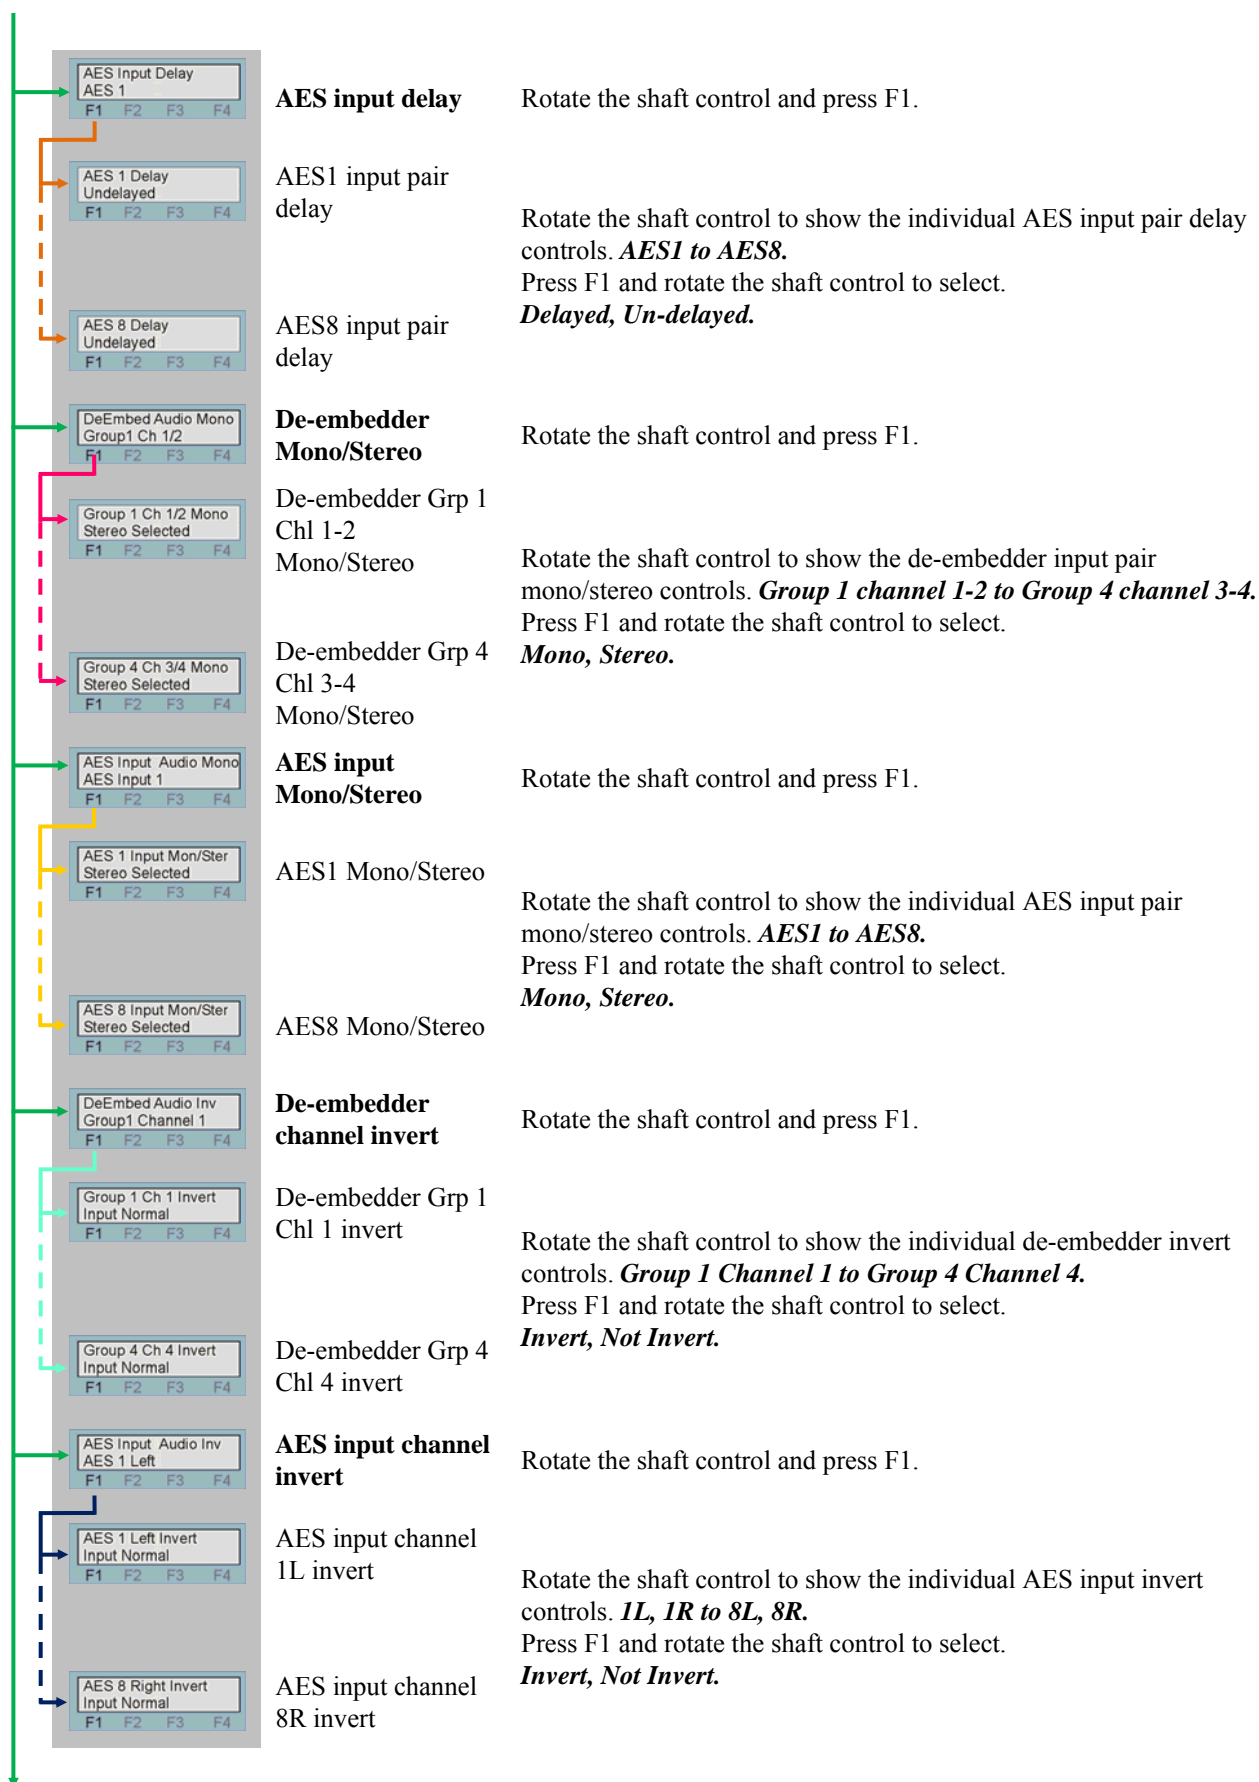 AES Input Delay
AES 1
F1 F2 F3 F4
AES input delay
Rotate the shaft control and press F1.
AES 1 Delay
Undelayed
F1 F2 F3 F4
AES1 input pair
delay
Rotate the shaft control to show the individual AES input pair delay
controls. AES1 to AES8.
Press F1 and rotate the shaft control to select.
Delayed, Un-delayed.
AES 8 Delay
Undelayed
F1 F2 F3 F4
AES8 input pair
delay
DeEmbed Audio Mono
Group1 Ch 1/2
F1 F2 F3 F4
De-embedder
Mono/Stereo
Rotate the shaft control and press F1.
Group 1 Ch 1/2 Mono
Stereo Selected
F1 F2 F3 F4
De-embedder Grp 1
Chl 1-2
Mono/Stereo
Rotate the shaft control to show the de-embedder input pair
mono/stereo controls. Group 1 channel 1-2 to Group 4 channel 3-4.
Press F1 and rotate the shaft control to select.
Mono, Stereo.
Group 4 Ch 3/4 Mono
Stereo Selected
F1 F2 F3 F4
De-embedder Grp 4
Chl 3-4
Mono/Stereo
AES Input  Audio Mono
AES Input 1
F1 F2 F3 F4
AES input
Mono/Stereo
Rotate the shaft control and press F1.
AES 1 Input Mon/Ster
Stereo Selected
F1 F2 F3 F4
AES1 Mono/Stereo
Rotate the shaft control to show the individual AES input pair
mono/stereo controls. AES1 to AES8.
Press F1 and rotate the shaft control to select.
Mono, Stereo.
AES 8 Input Mon/Ster
Stereo Selected
F1 F2 F3 F4
AES8 Mono/Stereo
DeEmbed Audio Inv
Group1 Channel 1
F1 F2 F3 F4
De-embedder
channel invert
Rotate the shaft control and press F1.
Group 1 Ch 1 Invert
Input Normal
F1 F2 F3 F4
De-embedder Grp 1
Chl 1 invert
Rotate the shaft control to show the individual de-embedder invert
controls. Group 1 Channel 1 to Group 4 Channel 4.
Press F1 and rotate the shaft control to select.
Invert, Not Invert.
Group 4 Ch 4 Invert
Input Normal
F1 F2 F3 F4
De-embedder Grp 4
Chl 4 invert
AES Input  Audio Inv
AES 1 Left
F1 F2 F3 F4
AES input channel
invert
Rotate the shaft control and press F1.
AES 1 Left Invert
Input Normal
F1 F2 F3 F4
AES input channel
1L invert
Rotate the shaft control to show the individual AES input invert
controls. 1L, 1R to 8L, 8R.
Press F1 and rotate the shaft control to select.
Invert, Not Invert.
AES 8 Right Invert
Input Normal
F1 F2 F3 F4
AES input channel
8R invert